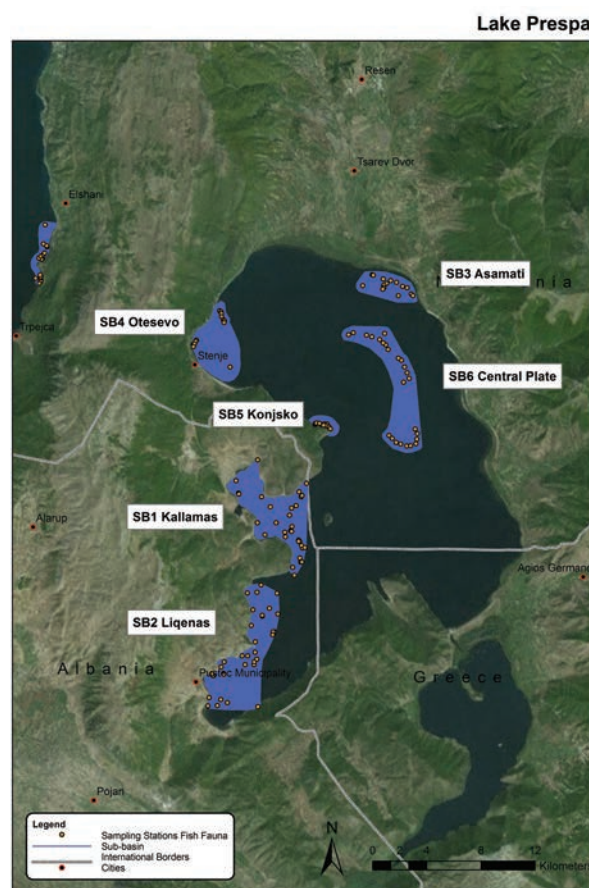 Lake Prespa
Resen
Tsarev Dvor
Elshani
SB3 Asamati
Trpejca
SB4 Otesevo
Stenje
SB6 Central Plate
SB5 Konjsko
SB1 Kallamas
Alarup
Agios German
SB2 Liqenas
Albania
Pustec Municipality
Greece
Pojan
Legend
Sampling Stations Fish Fauna
Sub-basin
International Borders
Cities
N
0 2 4 8 12
Kilometer